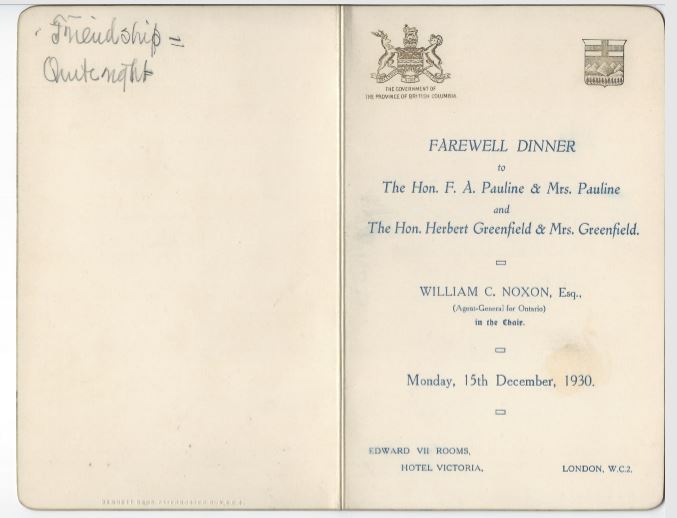 Friendship =
Quite right
THE GOVERNMENT OF
THE PROVINCE OF BRITISH COLUMBIA.
FAREWELL DINNER
to
The Hon. F. A. Pauline & Mrs. Pauline
and
The Hon. Herbert Greenfield & Mrs. Greenfield.
WILLIAM C. NOXON, Esq.,
(Agent-General for Ontario)
in the Chair.
Monday, 15th December, 1930.
EDWARD VII ROOMS,
HOTEL VICTORIA,
LONDON, W.C.2.